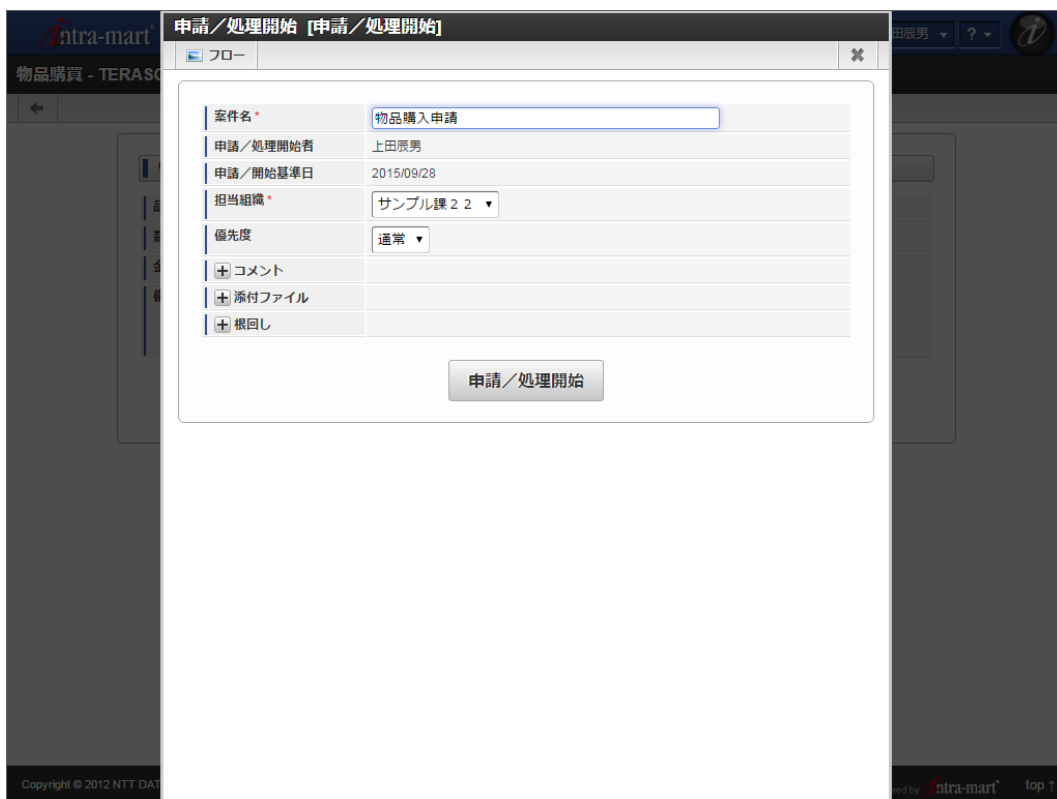 intra-mart
申請／処理開始 [申請／処理開始]
田辰男
?
フロー
物品購買 - TERASO
案件名*
物品購入申請
申請／処理開始者
上田辰男
申請／開始基準日
2015/09/28
担当組織*
サンプル課２２
優先度
通常
コメント
添付ファイル
根回し
申請／処理開始
Copyright © 2012 NTT DAT
red by intra-mart
top ↑